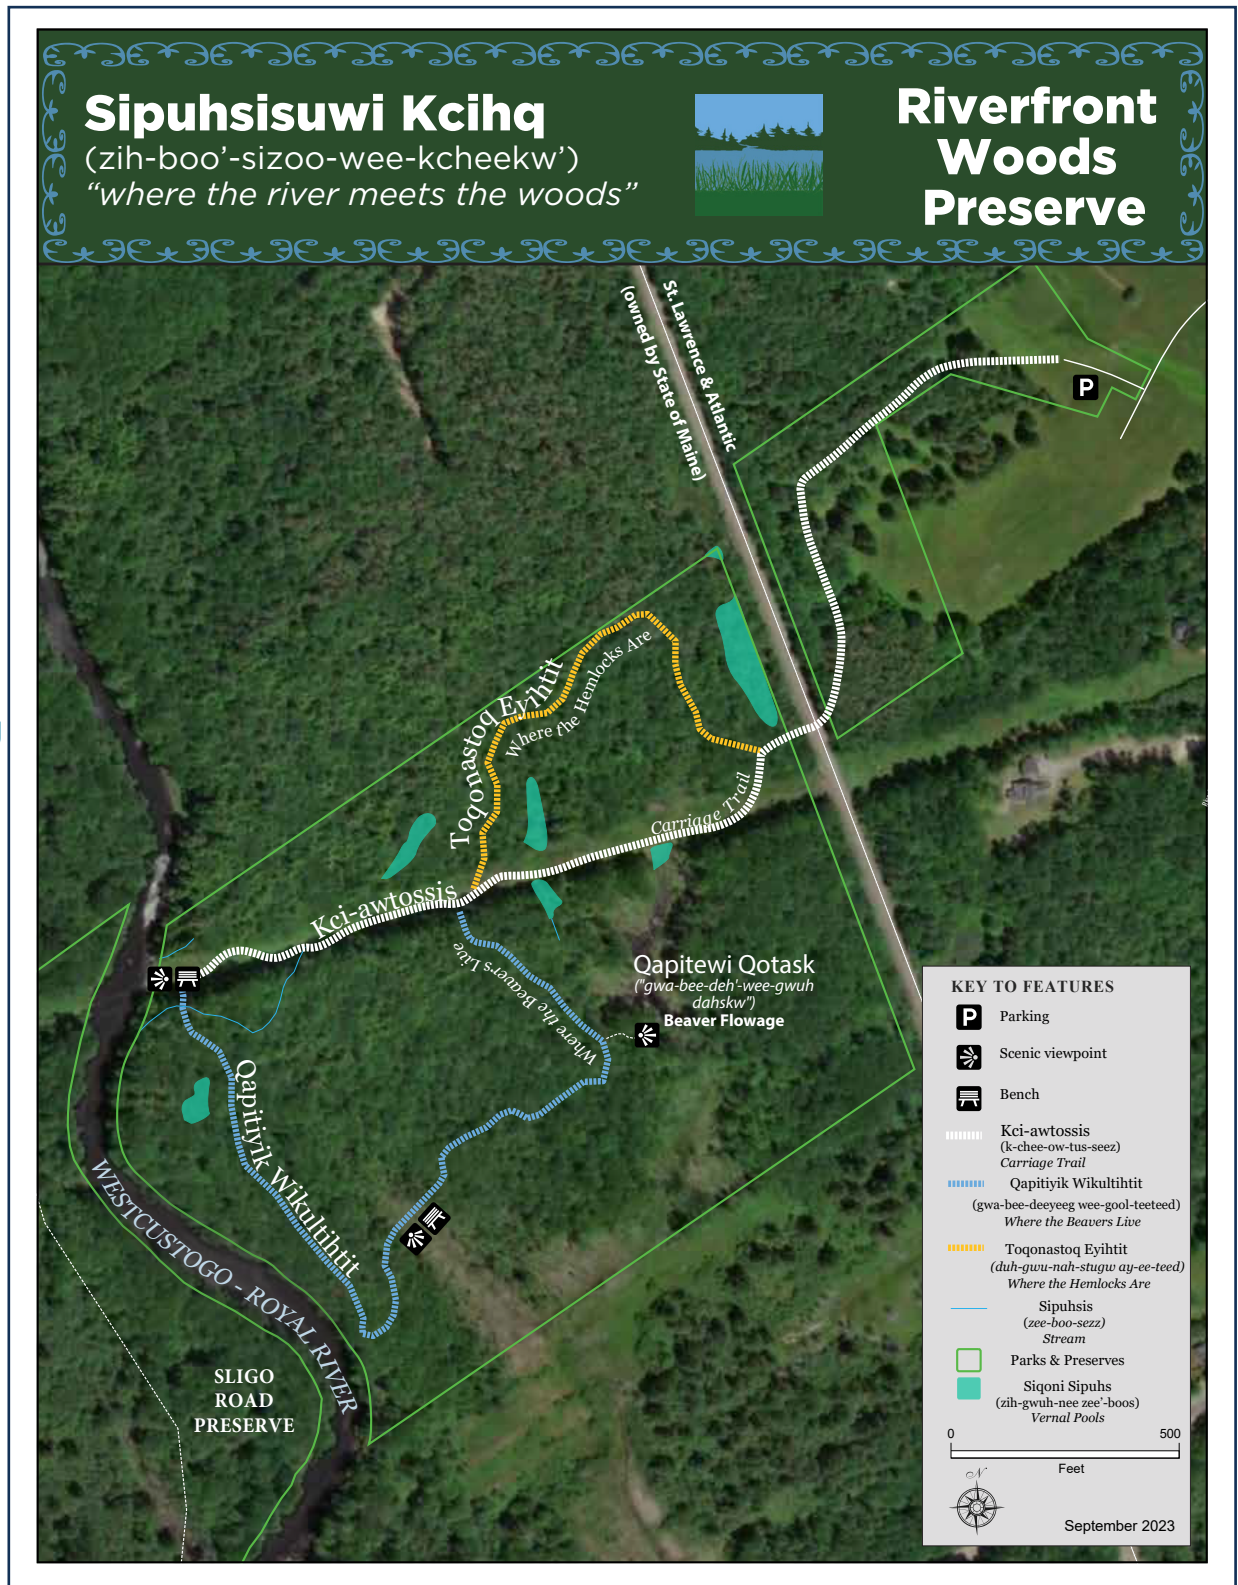 Sipuhsisuwi Kcihq
(zih-boo'-sizoo-wee-kcheekw')
"where the river meets the woods"
Riverfront
Woods
Preserve
St. Lawrence & Atlantic
(owned by State of Maine)
P
Toqonastoq Eyihtit
Where the Hemlocks Are
Carriage Trail
Kci-awtossis
Where the Beavers Live
Qapitewi Qotask
("gwa-bee-deh'-wee-gwuh
dahskw")
Beaver Flowage
Qapitiyik Wikultihtit
WESTCUSTOGO - ROYAL RIVER
SLIGO
ROAD
PRESERVE
KEY TO FEATURES
P Parking
Scenic viewpoint
Bench
Kci-awtossis
(k-chee-ow-tus-seez)
Carriage Trail
Qapitiyik Wikultihtit
(gwa-bee-deeyeeg wee-gool-teeteed)
Where the Beavers Live
Toqonastoq Eyihtit
(duh-gwu-nah-stugw ay-ee-teed)
Where the Hemlocks Are
Sipuhsis
(zee-boo-sezz)
Stream
Parks & Preserves
Siqoni Sipuhs
(zih-gwuh-nee zee'-boos)
Vernal Pools
0 500
Feet
N
September 2023